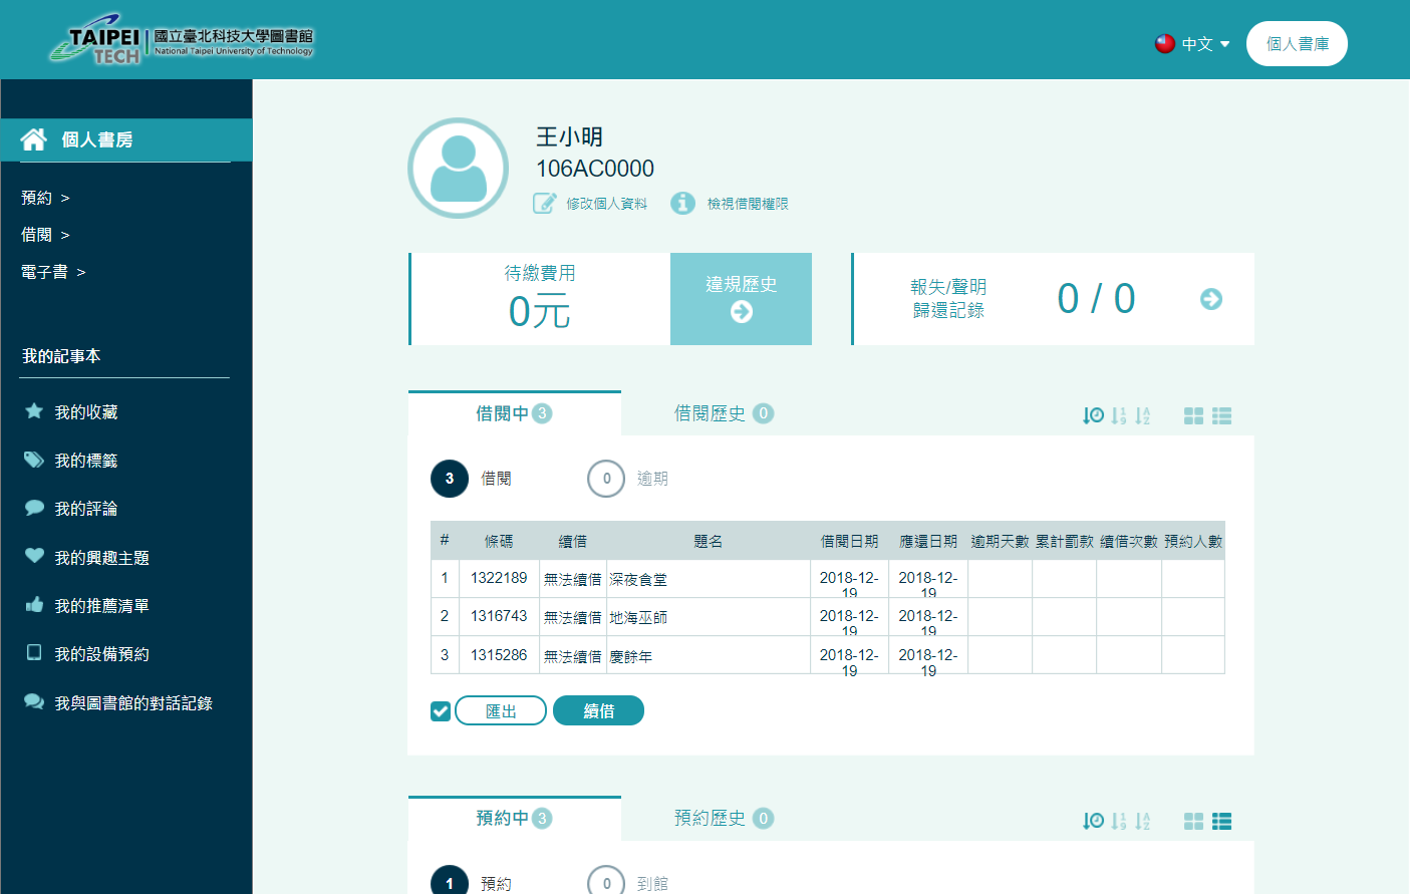 TAIPEI
TECH
國立臺北科技大學圖書館
National Taipei University of Technology
中文
個人書庫
個人書房
預約 >
借閱 >
電子書 >
我的記事本
我的收藏
我的標籤
我的評論
我的興趣主題
我的推薦清單
我的設備預約
我與圖書館的對話記錄
王小明
106AC0000
修改個人資料
檢視借閱權限
待繳費用
0元
違規歷史
報失/聲明
歸還記錄
0 / 0
借閱中 3
借閱歷史 0
3 借閱
0 逾期
# 條碼 續借 題名 借閱日期 應還日期 逾期天數 累計罰款 續借次數 預約人數
1 1322189 無法續借 深夜食堂 2018-12-19 2018-12-19
2 1316743 無法續借 地海巫師 2018-12-19 2018-12-19
3 1315286 無法續借 慶餘年 2018-12-19 2018-12-19
匯出
續借
預約中 3
預約歷史 0
1 預約
0 到館